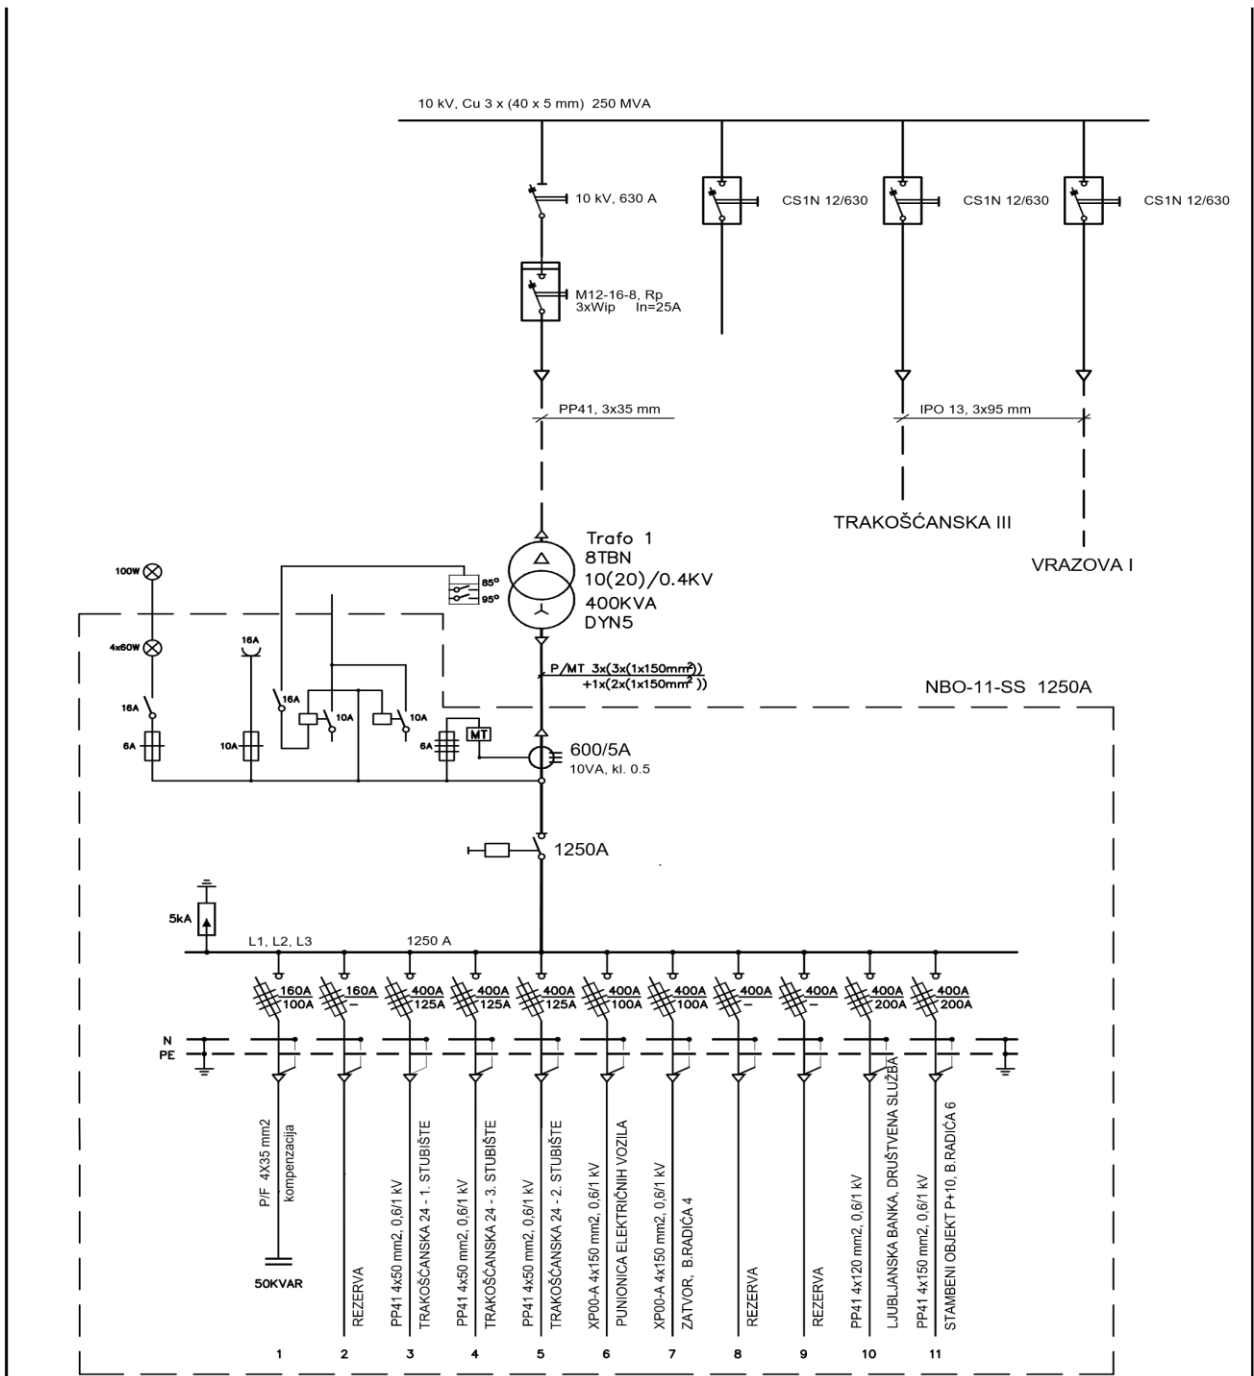 10 kV, Cu 3 x (40 x 5 mm) 250 MVA
10 kV, 630 A
CS1N 12/630
CS1N 12/630
CS1N 12/630
M12-16-8, Rp
3xWip In=25A
PP41, 3x35 mm
IPO 13, 3x95 mm
TRAKOŠĆANSKA III
VRAZOVA I
Trafo 1
8TBN
10(20)/0.4KV
400KVA
DYN5
85°
95°
100W
4x60W
16A
6A
16A
10A
16A
10A
10A
6A
MT
P/MT 3x(3x(1x150mm²))
+1x(2x(1x150mm²))
NBO-11-SS 1250A
600/5A
10VA, kl. 0.5
1250A
5kA
L1, L2, L3
1250 A
160A
100A
160A
–
400A
125A
400A
125A
400A
125A
400A
100A
400A
100A
400A
–
400A
–
400A
200A
400A
200A
N
PE
P/F 4X35 mm2
kompenzacija
50KVAR
REZERVA
PP41 4x50 mm2, 0,6/1 kV
TRAKOŠĆANSKA 24 - 1. STUBIŠTE
PP41 4x50 mm2, 0,6/1 kV
TRAKOŠĆANSKA 24 - 3. STUBIŠTE
PP41 4x50 mm2, 0,6/1 kV
TRAKOŠĆANSKA 24 - 2. STUBIŠTE
XP00-A 4x150 mm2, 0,6/1 kV
PUNIONICA ELEKTRIČNIH VOZILA
XP00-A 4x150 mm2, 0,6/1 kV
ZATVOR, B.RADIĆA 4
REZERVA
REZERVA
PP41 4x120 mm2, 0,6/1 kV
LJUBLJANSKA BANKA, DRUŠTVENA SLUŽBA
PP41 4x150 mm2, 0,6/1 kV
STAMBENI OBJEKT P+10, B.RADIĆA 6
1 2 3 4 5 6 7 8 9 10 11